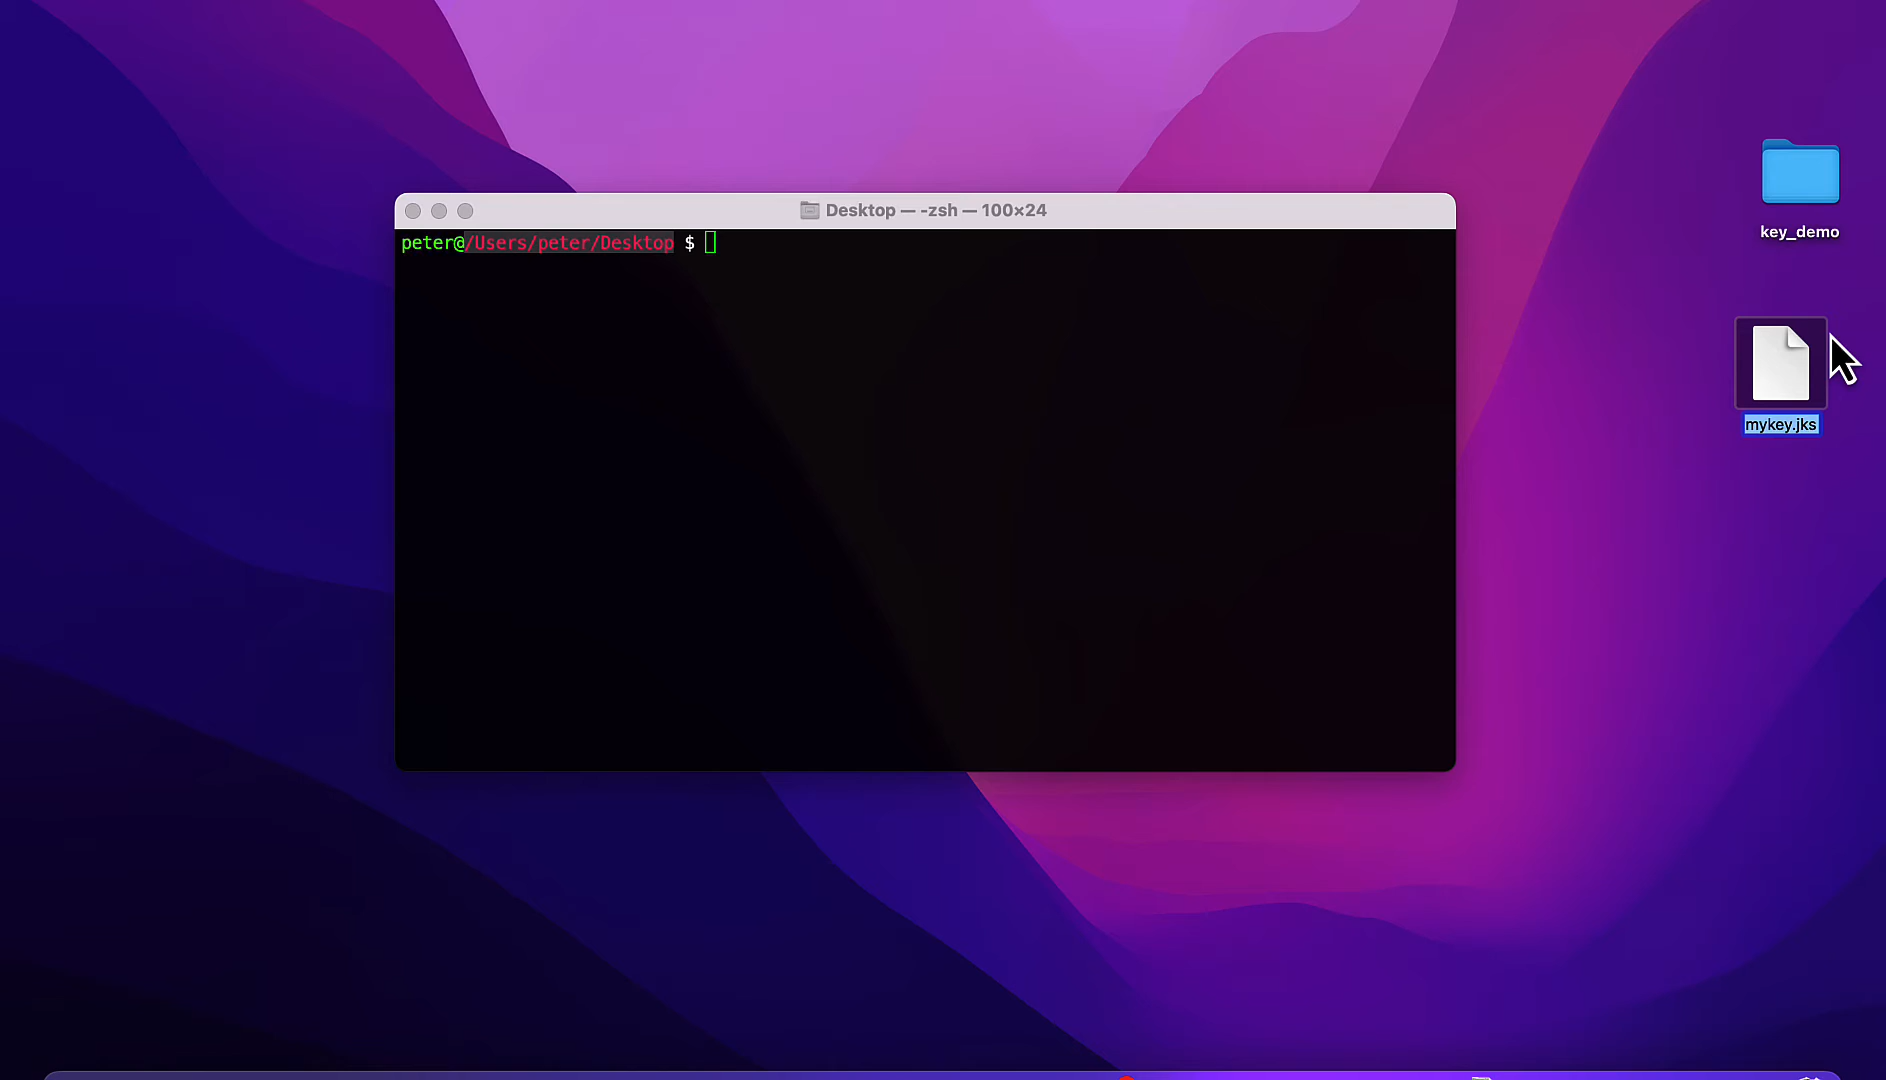 Desktop — -zsh — 100×24
peter@/Users/peter/Desktop $
key_demo
mykey.jks